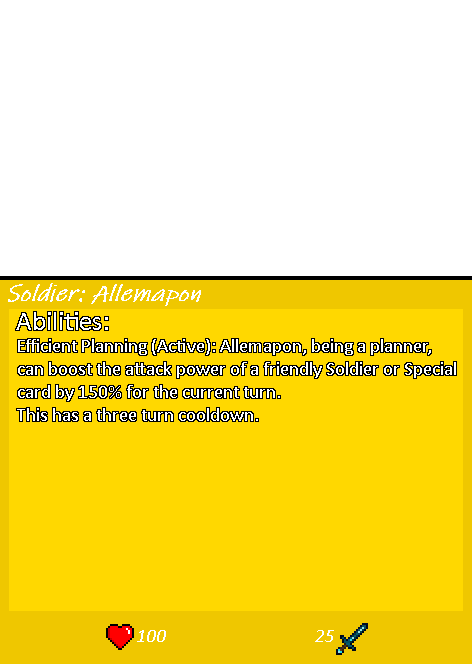 Soldier: Allemapon
Abilities:
Efficient Planning (Active): Allemapon, being a planner,
can boost the attack power of a friendly Soldier or Special
card by 150% for the current turn.
This has a three turn cooldown.
100
25